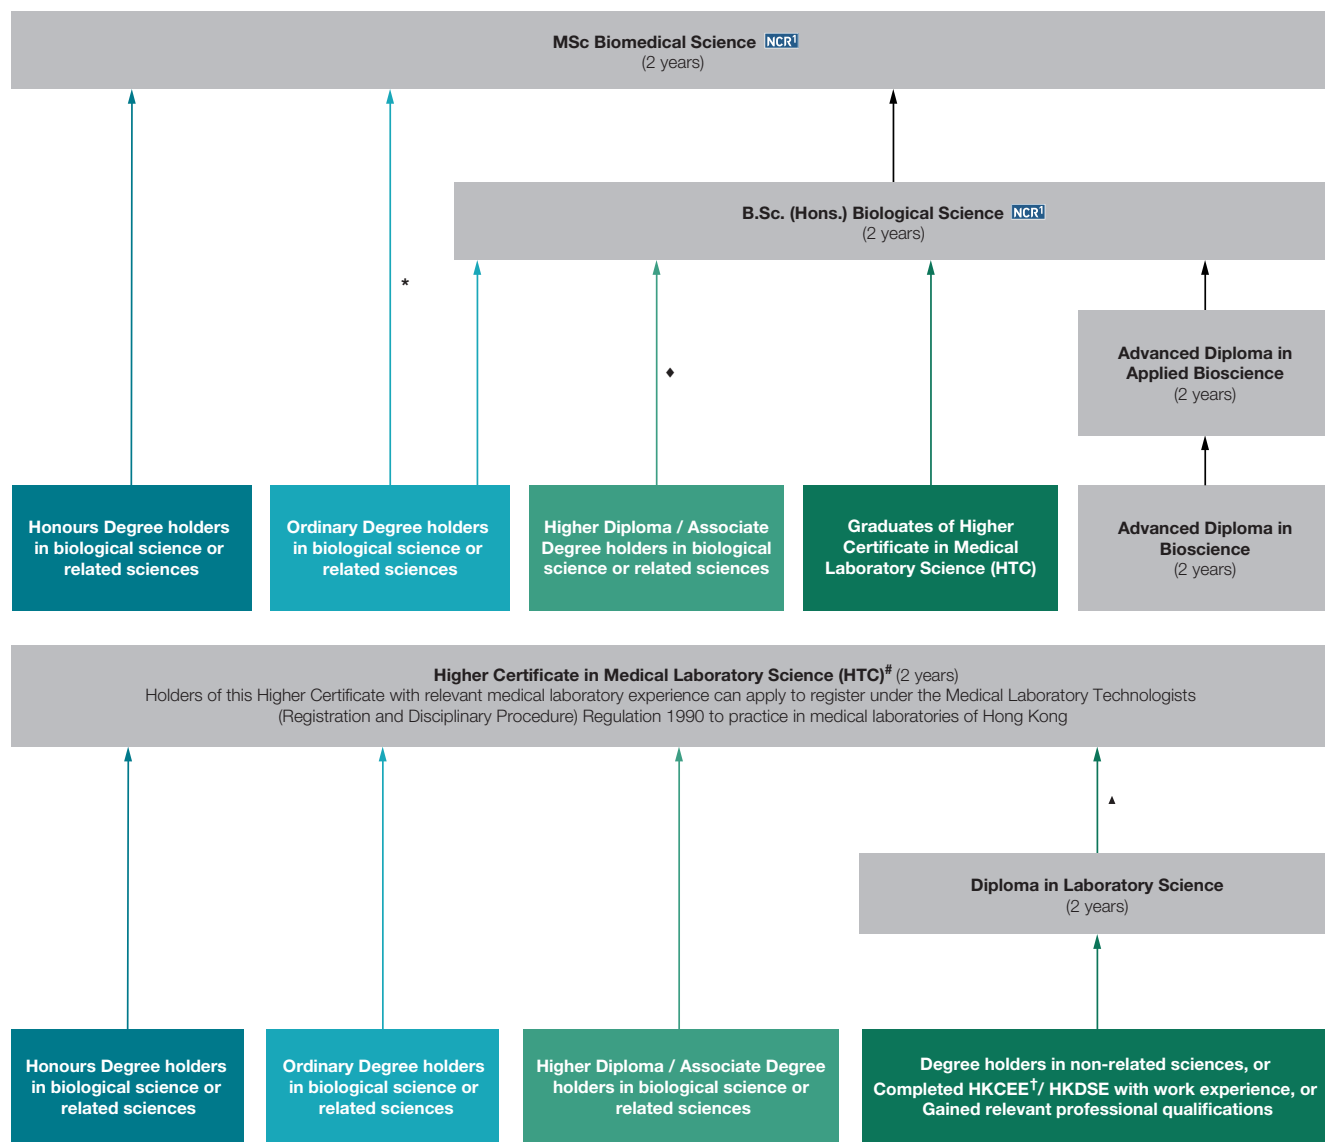 MSc Biomedical Science NCR¹
(2 years)
B.Sc. (Hons.) Biological Science NCR¹
(2 years)
*
Advanced Diploma in
Applied Bioscience
(2 years)
♦
Honours Degree holders
in biological science or
related sciences
Ordinary Degree holders
in biological science or
related sciences
Higher Diploma / Associate
Degree holders in biological
science or related sciences
Graduates of Higher
Certificate in Medical
Laboratory Science (HTC)
Advanced Diploma in
Bioscience
(2 years)
Higher Certificate in Medical Laboratory Science (HTC)# (2 years)
Holders of this Higher Certificate with relevant medical laboratory experience can apply to register under the Medical Laboratory Technologists
(Registration and Disciplinary Procedure) Regulation 1990 to practice in medical laboratories of Hong Kong
▲
Diploma in Laboratory Science
(2 years)
Honours Degree holders
in biological science or
related sciences
Ordinary Degree holders
in biological science or
related sciences
Higher Diploma / Associate Degree
holders in biological science or
related sciences
Degree holders in non-related sciences, or
Completed HKCEE†/ HKDSE with work experience, or
Gained relevant professional qualifications